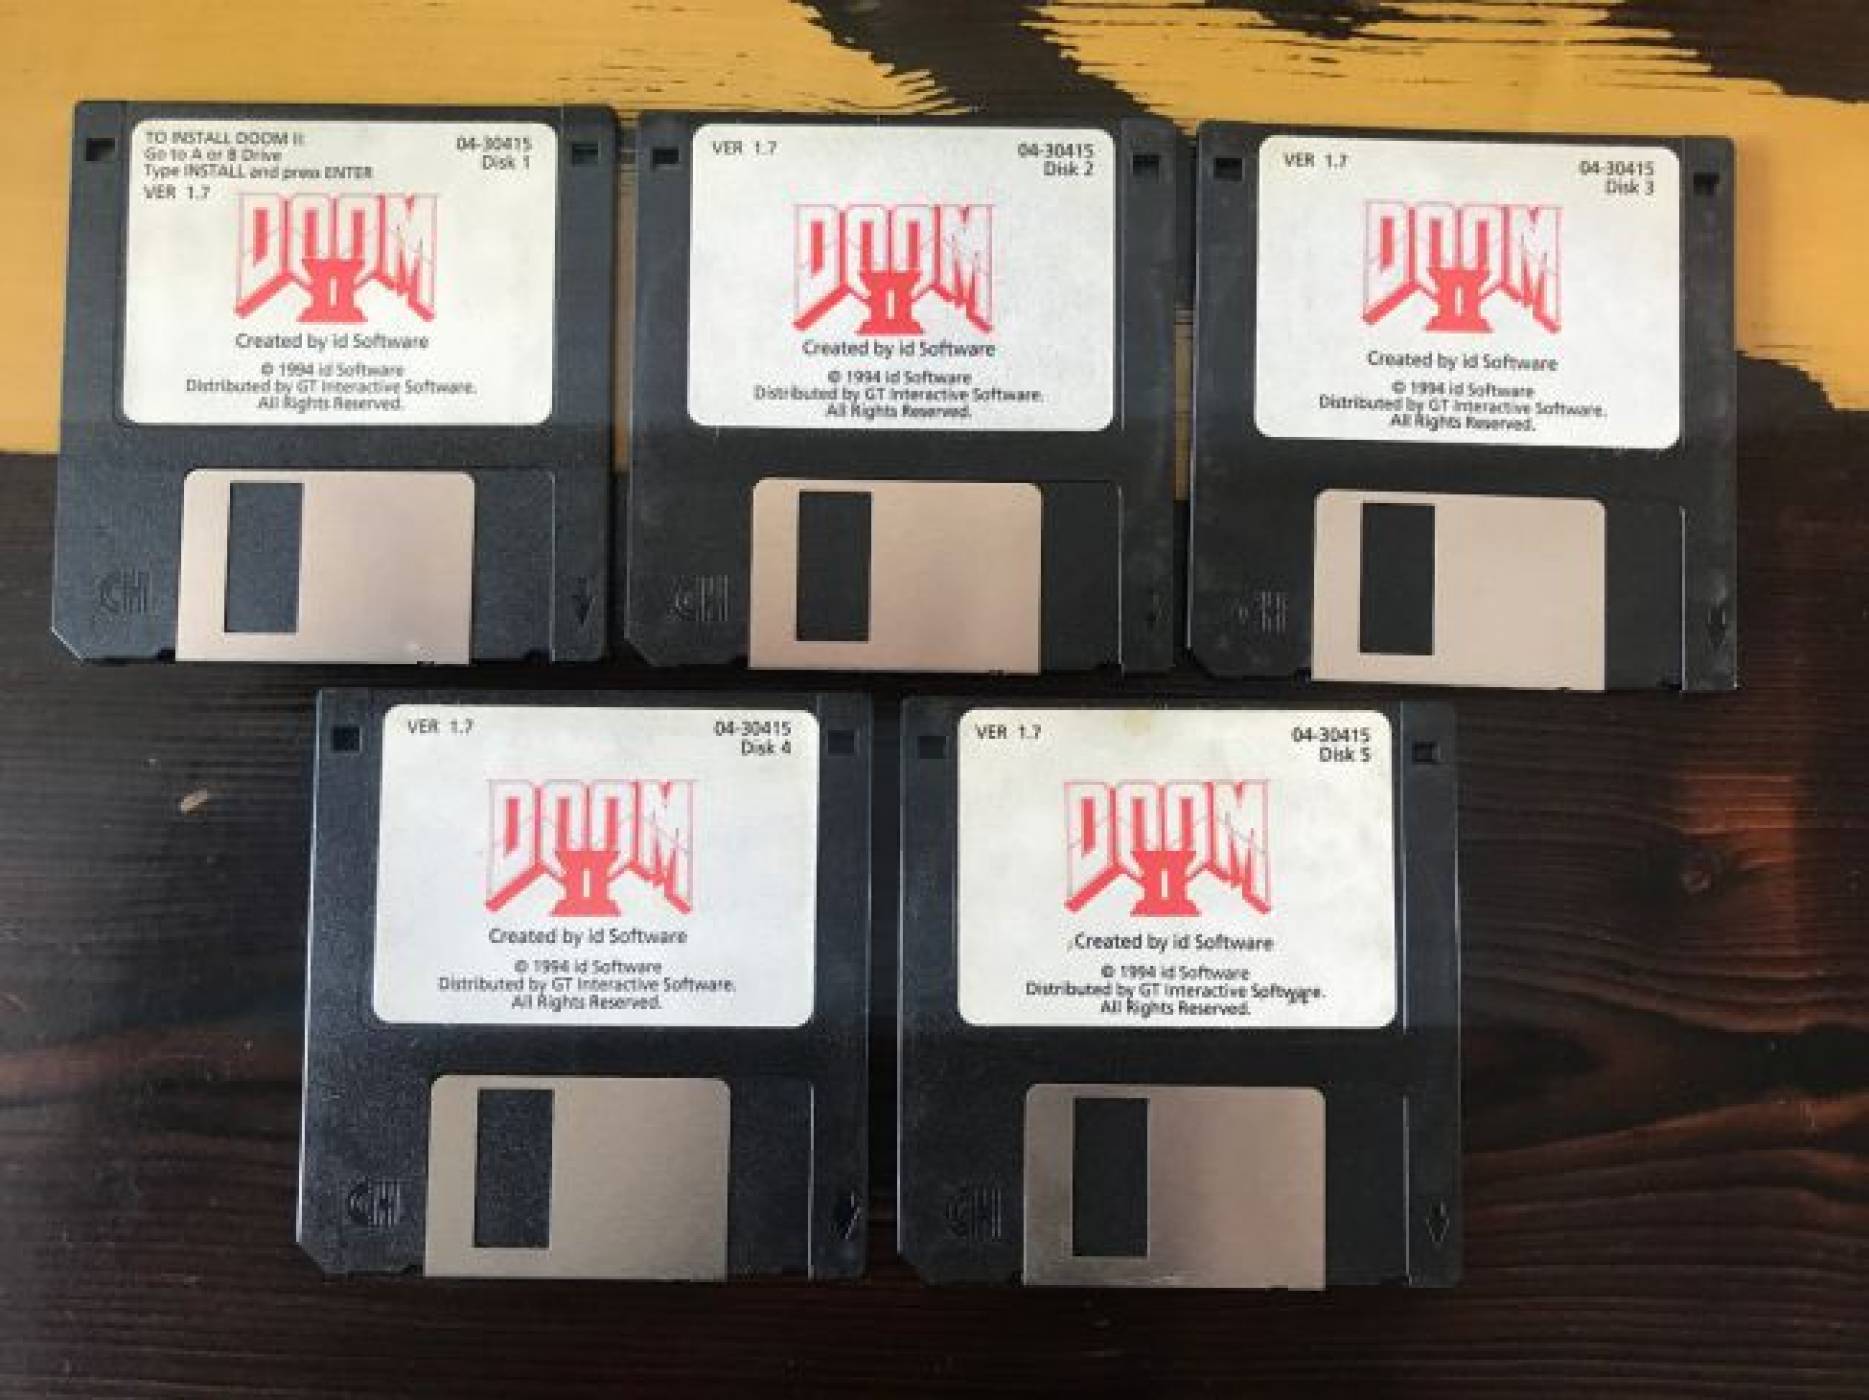 TO INSTALL DOOM II:
Go to A or B Drive
Type INSTALL and press ENTER
VER 1.7
04-30415
Disk 1
DOOM
II
Created by id Software
© 1994 id Software
Distributed by GT Interactive Software.
All Rights Reserved.
CH
VER 1.7
04-30415
Disk 2
DOOM
II
Created by id Software
© 1994 id Software
Distributed by GT Interactive Software.
All Rights Reserved.
CH
VER 1.7
04-30415
Disk 3
DOOM
II
Created by id Software
© 1994 id Software
Distributed by GT Interactive Software.
All Rights Reserved.
VER 1.7
04-30415
Disk 4
DOOM
II
Created by id Software
© 1994 id Software
Distributed by GT Interactive Software.
All Rights Reserved.
CH
VER 1.7
04-30415
Disk 5
DOOM
II
Created by id Software
© 1994 id Software
Distributed by GT Interactive Software.
All Rights Reserved.
CH